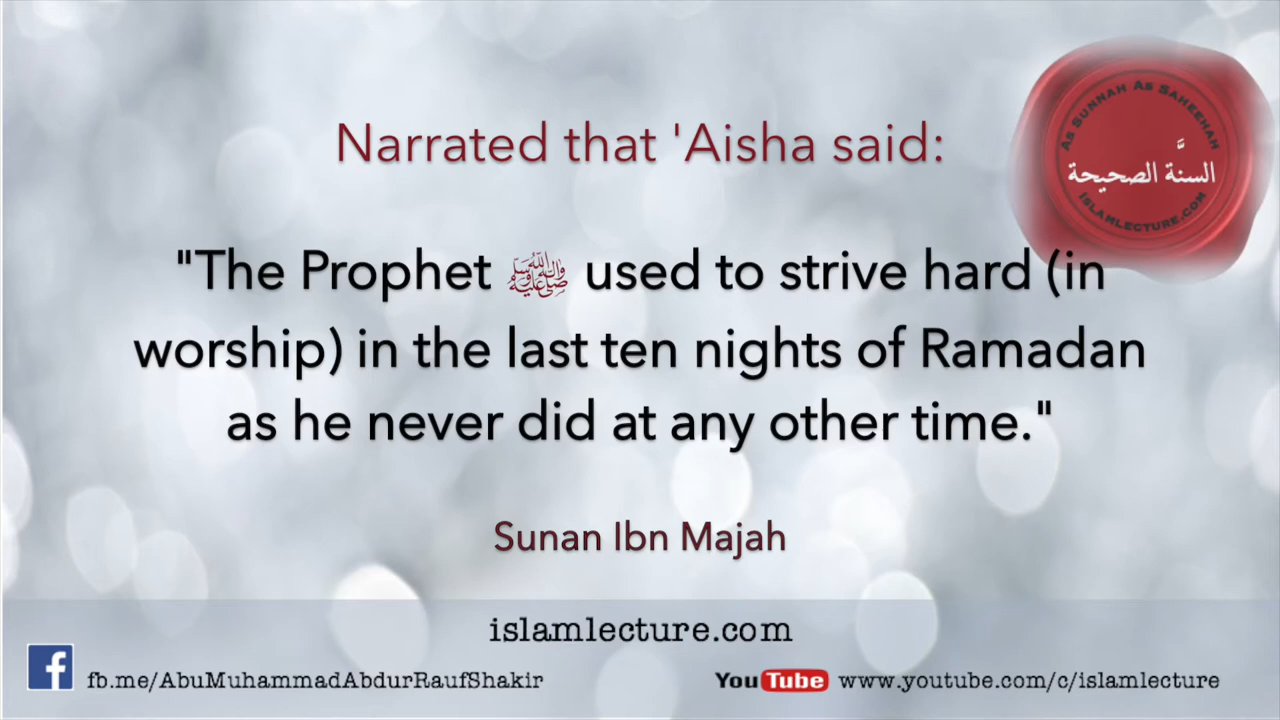 Narrated that 'Aisha said:
AS SUNNAH AS SAHEEHAH
السنَّة الصحيحة
ISLAMLECTURE.COM
"The Prophet ﷺ used to strive hard (in
worship) in the last ten nights of Ramadan
as he never did at any other time."
Sunan Ibn Majah
islamlecture.com
fb.me/AbuMuhammadAbdurRaufShakir
YouTube www.youtube.com/c/islamlecture